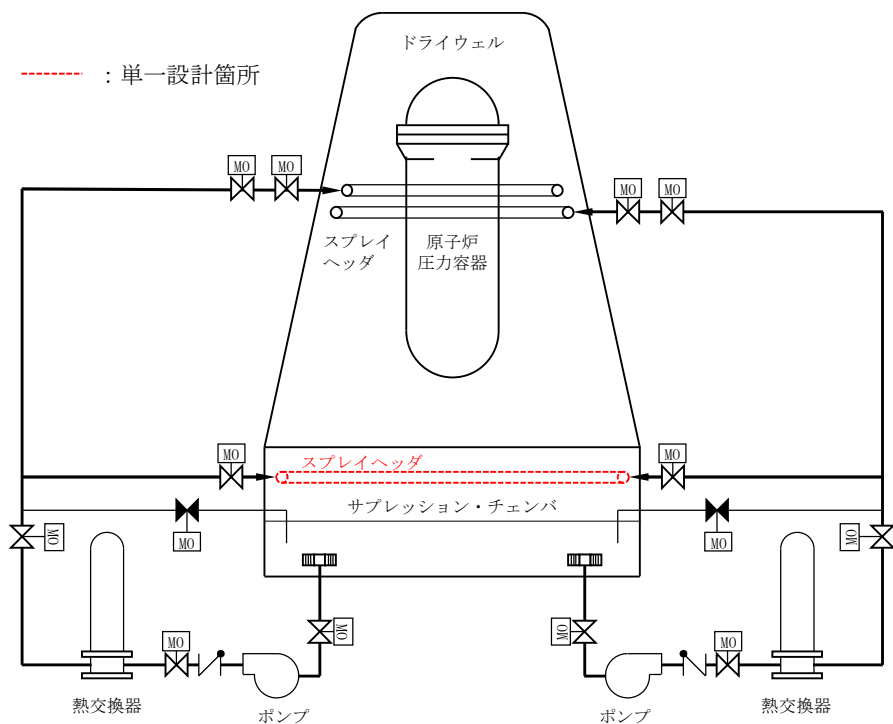 ドライウェル
：単一設計箇所
MO
MO
MO
MO
スプレイ
ヘッダ
原子炉
圧力容器
MO
スプレイヘッダ
MO
サプレッション・チェンバ
MO
MO
MO
MO
MO
MO
MO
MO
熱交換器
ポンプ
ポンプ
熱交換器